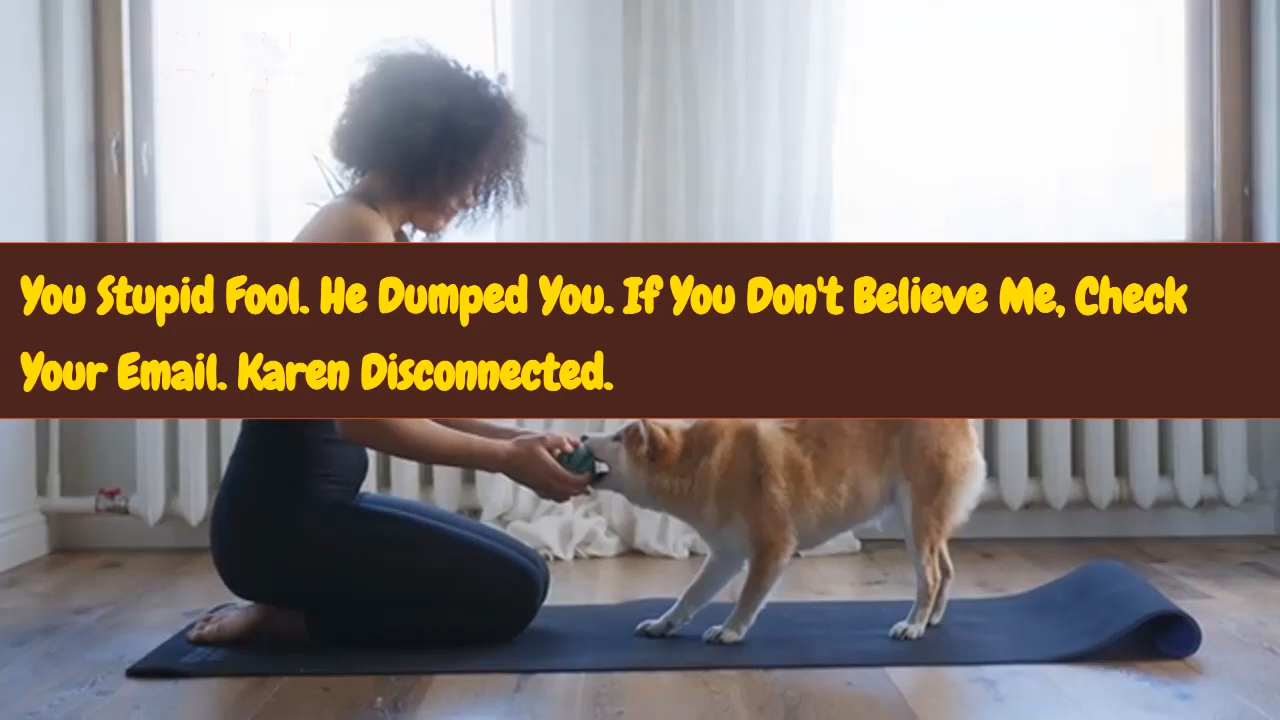 You Stupid Fool. He Dumped You. If You Don't Believe Me, Check
Your Email. Karen Disconnected.